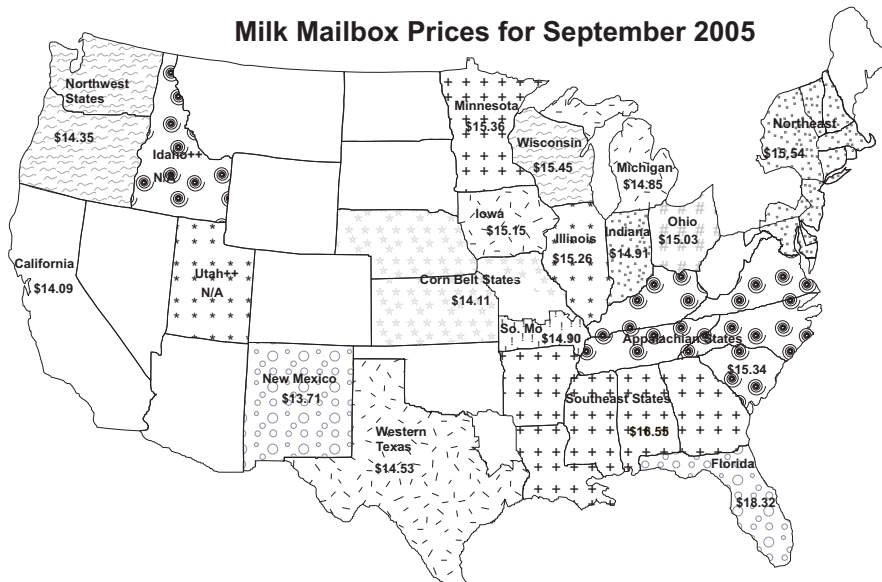 Milk Mailbox Prices for September 2005
Northwest
States
$14.35
Idaho++
N/A
Minnesota
$15.36
Wisconsin
$15.45
Michigan
$14.85
Northeast
$15.54
Iowa
$15.15
Illinois
$15.26
Indiana
$14.91
Ohio
$15.03
California
$14.09
Utah++
N/A
Corn Belt States
$14.11
So. Mo
$14.90
Appalachian States
$15.34
New Mexico
$13.71
Western
Texas
$14.53
Southeast States
Florida
$18.32